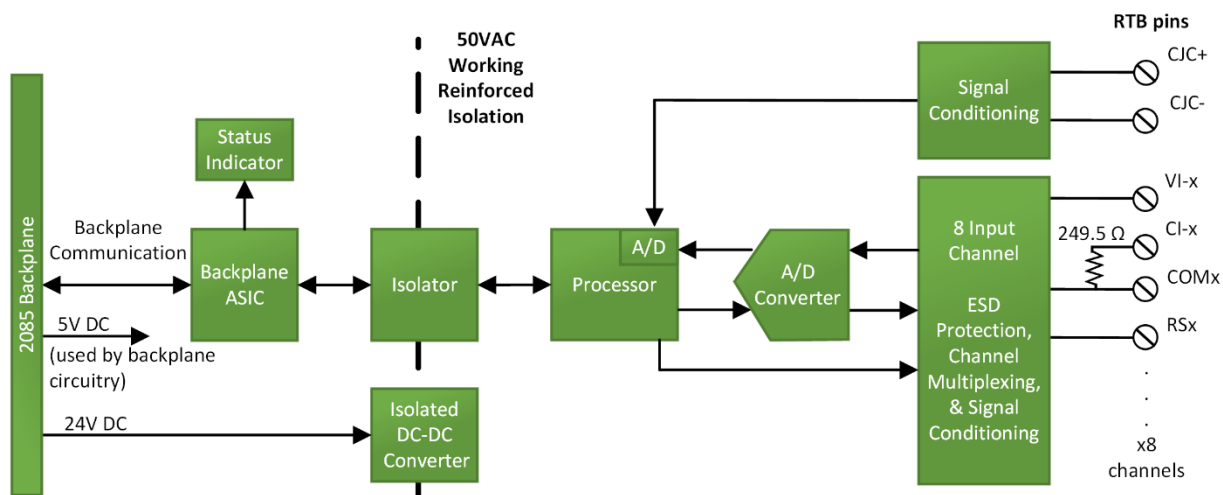 50VAC
Working
Reinforced
Isolation
RTB pins
CJC+
CJC-
Signal
Conditioning
Status
Indicator
2085 Backplane
Backplane
Communication
Backplane
ASIC
Isolator
Processor
A/D
A/D
Converter
8 Input
Channel
ESD
Protection,
Channel
Multiplexing,
& Signal
Conditioning
VI-x
249.5 Ω
CI-x
COMx
RSx
5V DC
(used by backplane
circuitry)
24V DC
Isolated
DC-DC
Converter
.
.
.
.
x8
channels